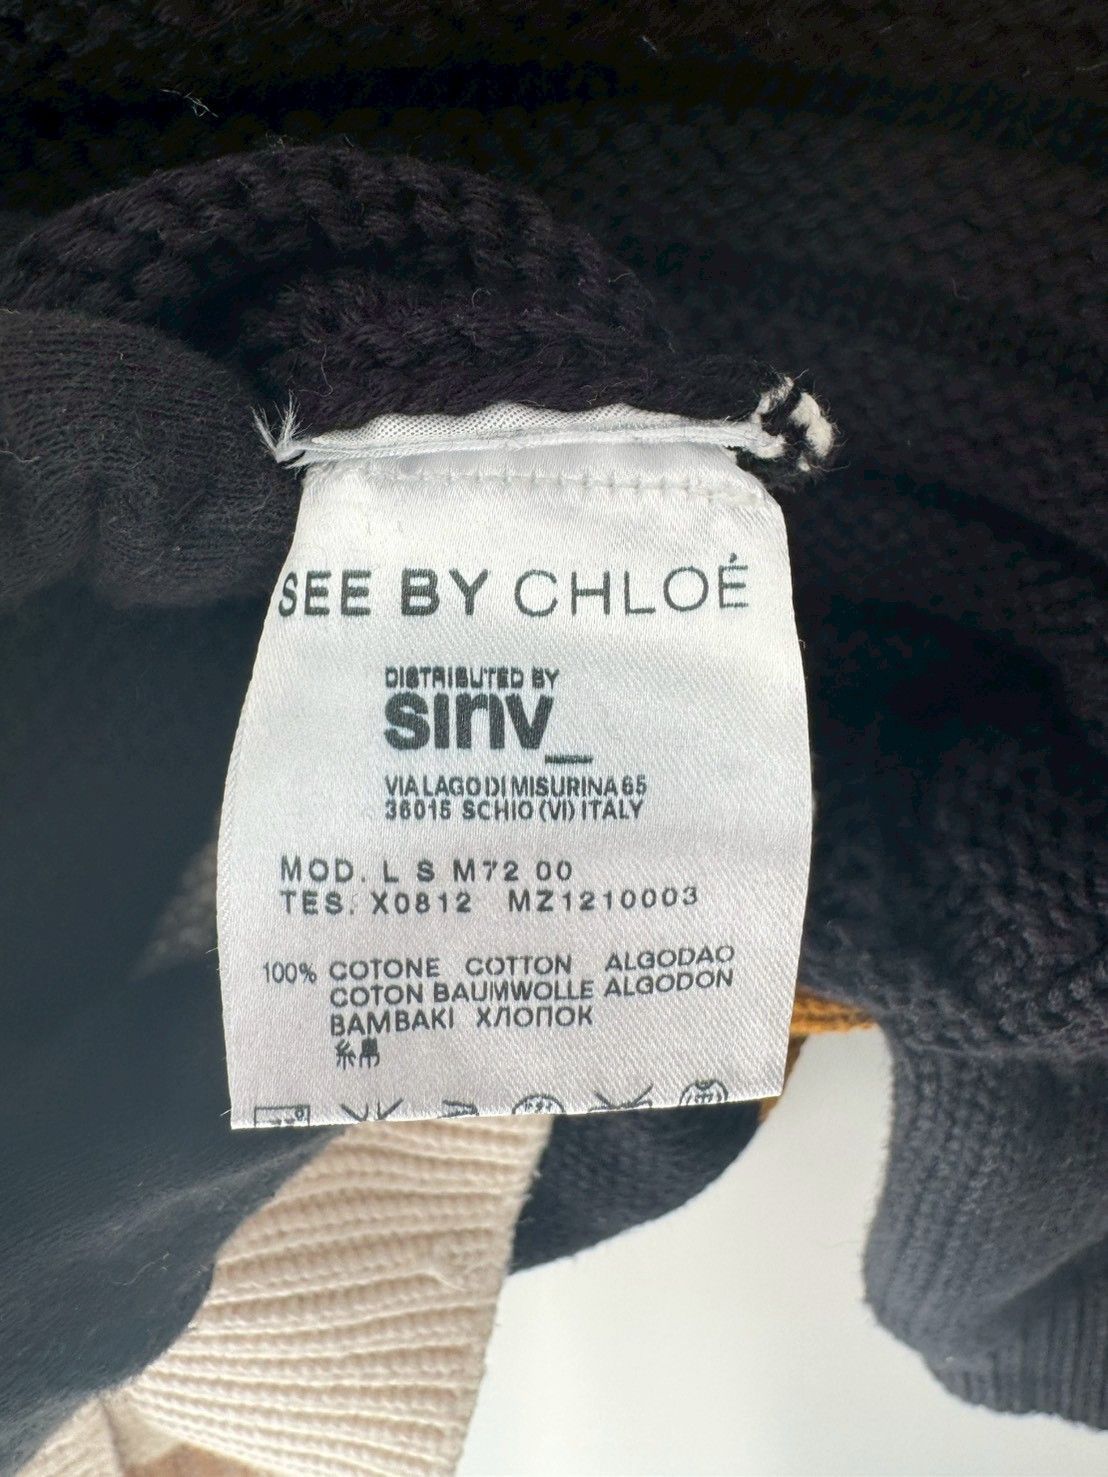 SEE BY CHLOÉ
DISTRIBUTED BY
sinv_
VIA LAGO DI MISURINA 65
36015 SCHIO (VI) ITALY
MOD. L S M72 00
TES. X0812 MZ1210003
100% COTONE COTTON ALGODAO
COTON BAUMWOLLE ALGODON
BAMBAKI ХЛОПОК